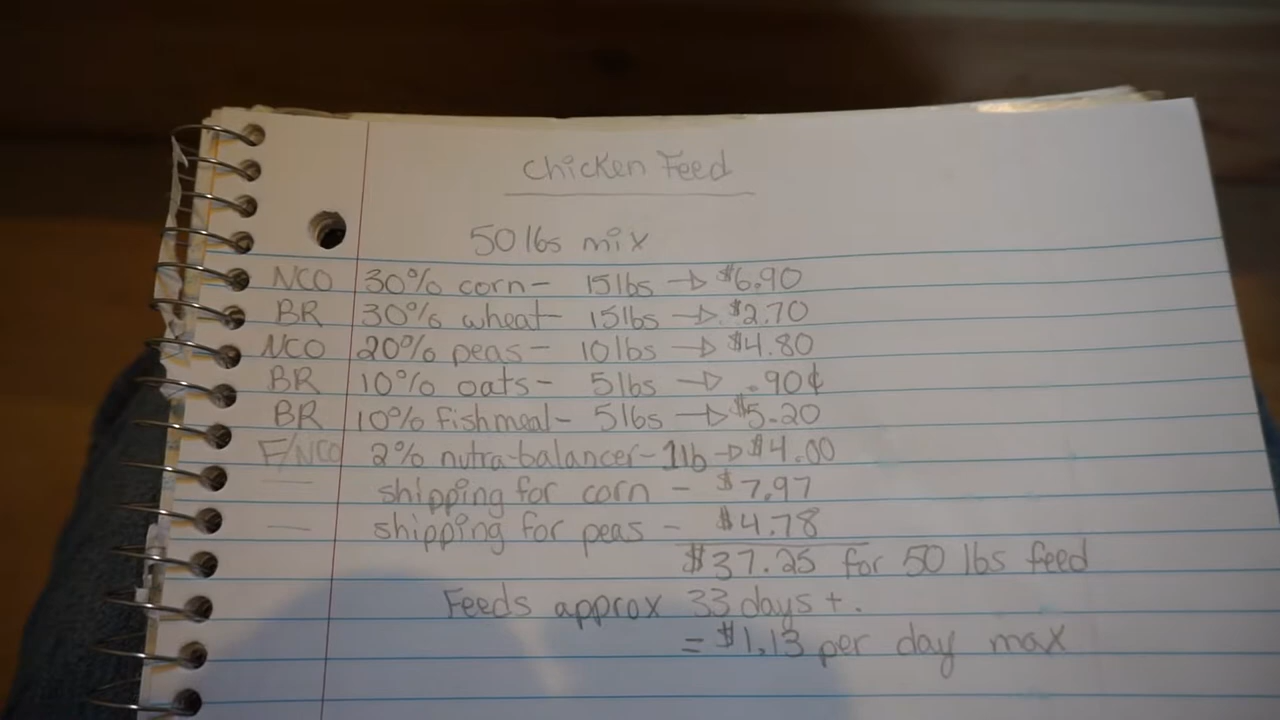 Chicken Feed
50 lbs mix
NCO 30% corn- 15lbs → $6.90
BR 30% wheat- 15lbs → $2.70
NCO 20% peas- 10lbs → $4.80
BR 10% oats- 5lbs → .90¢
BR 10% fishmeal- 5lbs → $5.20
F/NCO 2% nutra-balancer- 1lb → $4.00
— shipping for corn - $7.97
— shipping for peas - $4.78
$37.25 for 50 lbs feed
Feeds approx 33 days +.
= $1.13 per day max